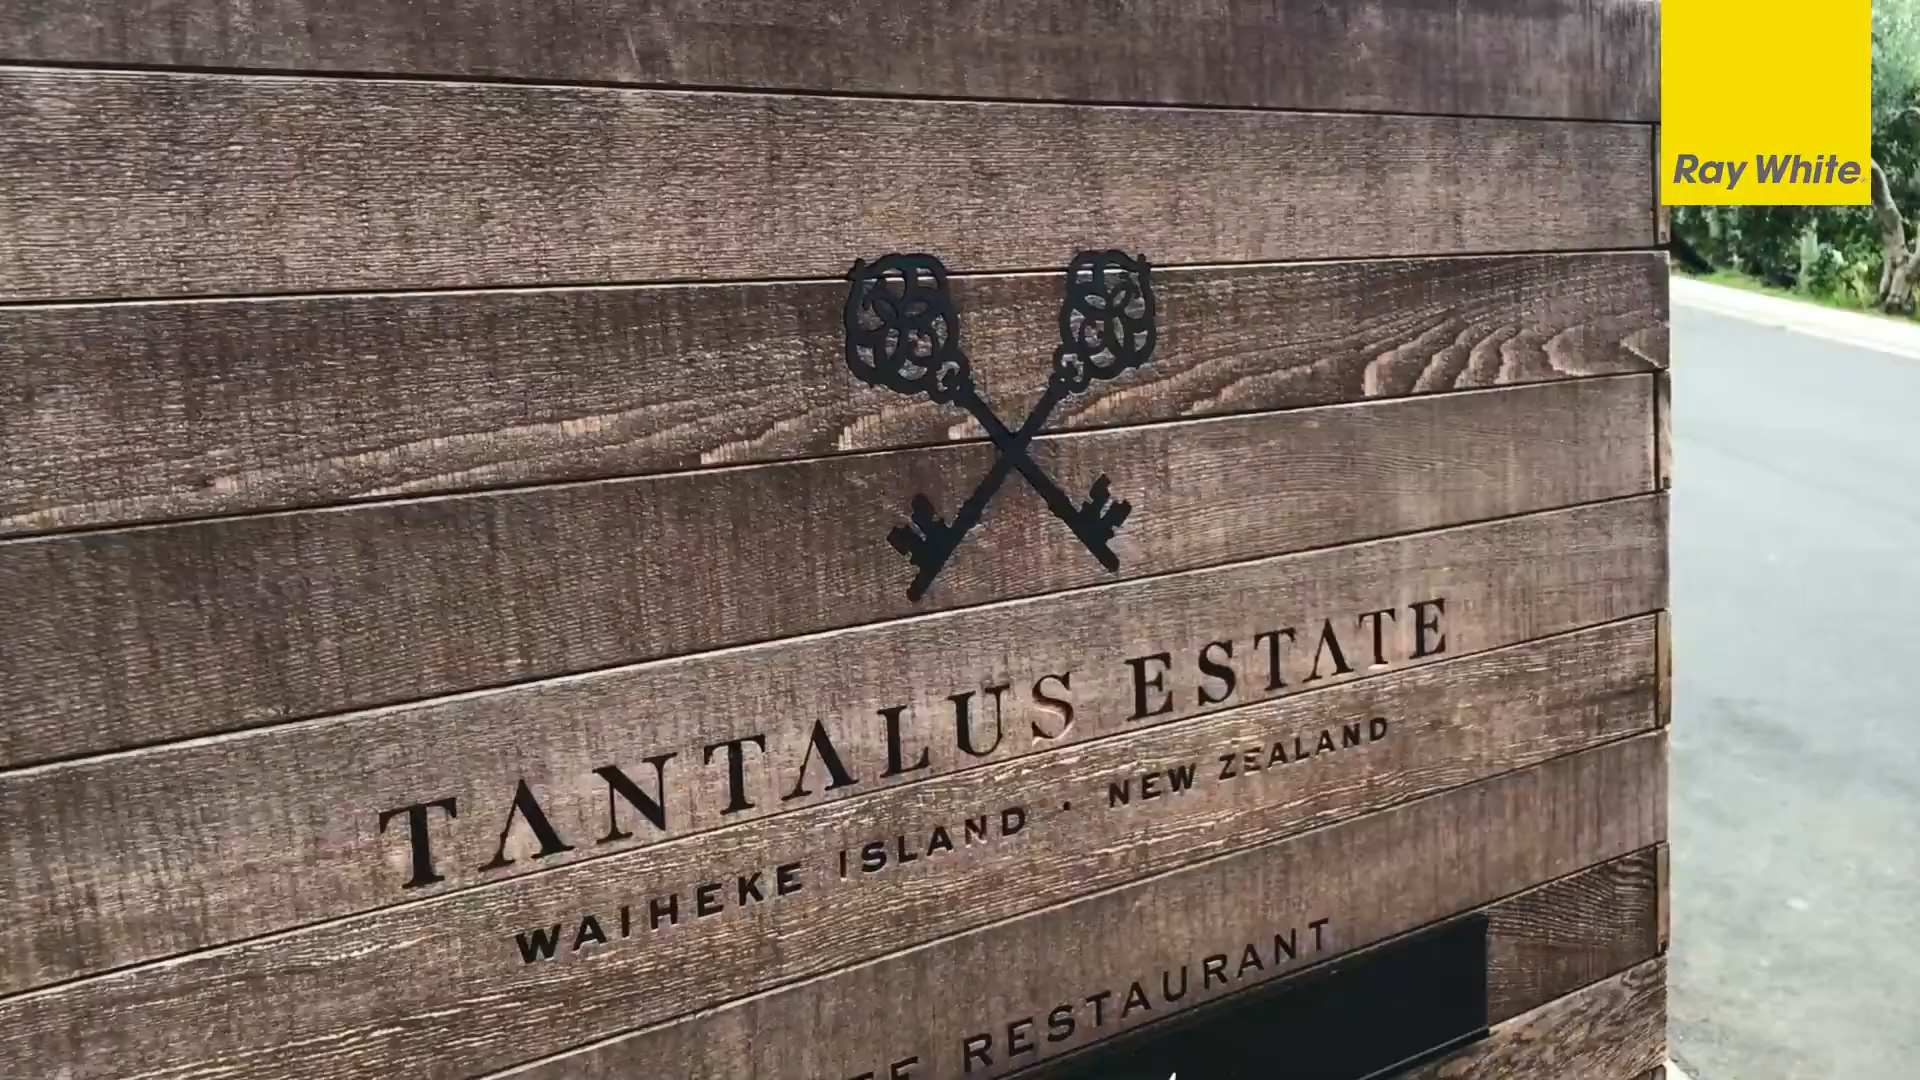 Ray White
TANTALUS ESTATE
WAIHEKE ISLAND · NEW ZEALAND
RESTAURANT